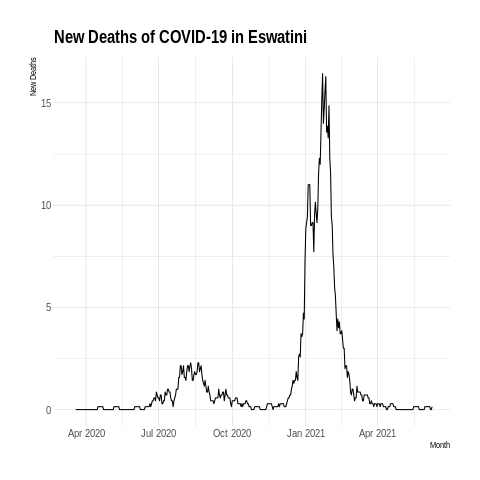 New Deaths of COVID-19 in Eswatini
New Deaths
15
10
5
0
Apr 2020 Jul 2020 Oct 2020 Jan 2021 Apr 2021
Month